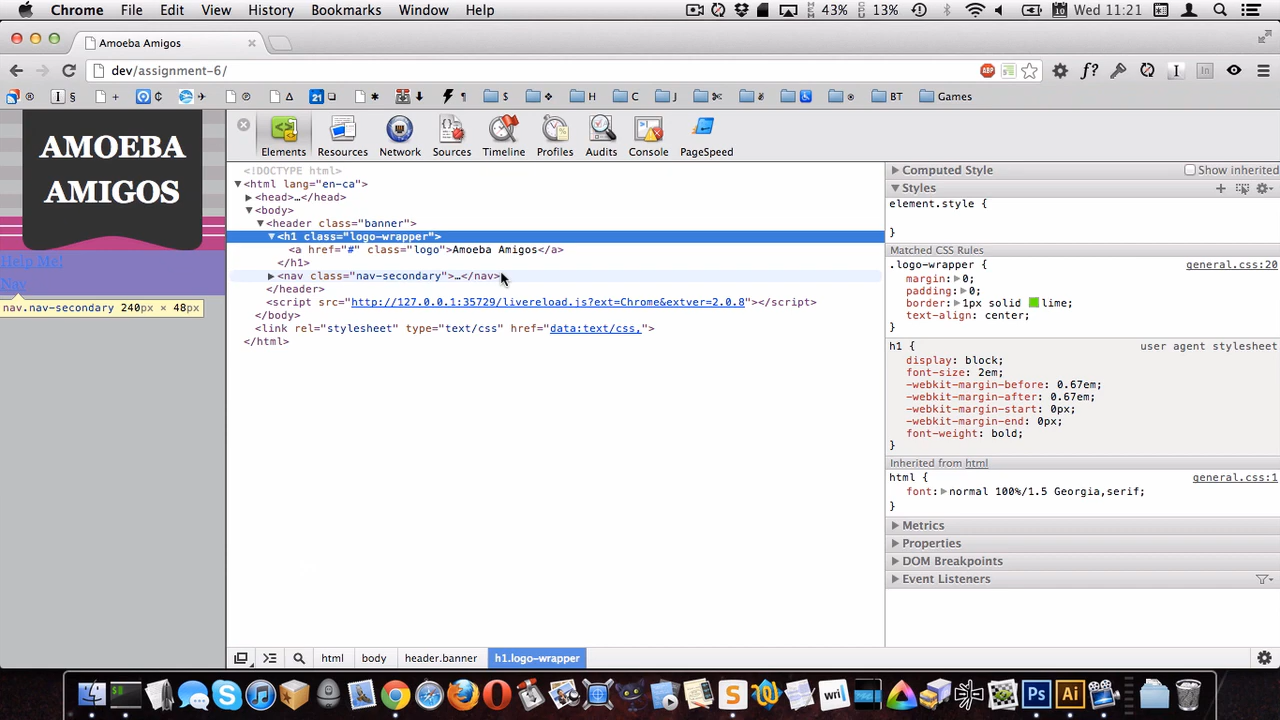 Chrome File Edit View History Bookmarks Window Help 43% 13% 10 Wed 11:21
Amoeba Amigos
dev/assignment-6/ ABP f? I In
® I § + ℗ ¢ ✈ ℗ Δ 21 ❏ ∗ ⬇ ⚡ ¶ $ ❖ H C J ✄ BT Games
AMOEBA
AMIGOS
Help Me!
Nav
nav.nav-secondary 240px × 48px
Elements Resources Network Sources Timeline Profiles Audits Console PageSpeed
<!DOCTYPE html>
<html lang="en-ca">
<head>…</head>
<body>
<header class="banner">
<h1 class="logo-wrapper">
<a href="#" class="logo">Amoeba Amigos</a>
</h1>
<nav class="nav-secondary">…</nav>
</header>
<script src="http://127.0.0.1:35729/livereload.js?ext=Chrome&extver=2.0.8"></script>
</body>
<link rel="stylesheet" type="text/css" href="data:text/css,">
</html>
Computed Style Show inherited
Styles
element.style {
}
Matched CSS Rules
.logo-wrapper { general.css:20
margin: 0;
padding: 0;
border: 1px solid lime;
text-align: center;
}
h1 { user agent stylesheet
display: block;
font-size: 2em;
-webkit-margin-before: 0.67em;
-webkit-margin-after: 0.67em;
-webkit-margin-start: 0px;
-webkit-margin-end: 0px;
font-weight: bold;
}
Inherited from html
html { general.css:1
font: normal 100%/1.5 Georgia,serif;
}
Metrics
Properties
DOM Breakpoints
Event Listeners
html body header.banner h1.logo-wrapper
S wri Ps Ai